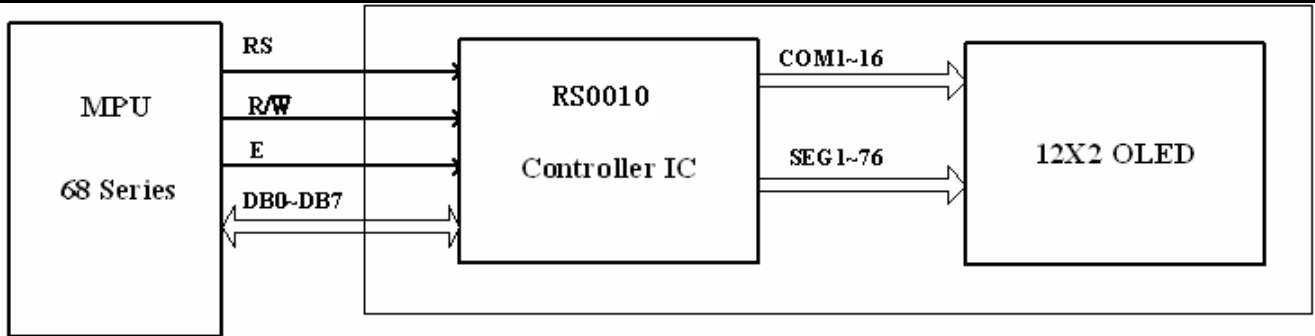 MPU
68 Series
RS
R/W̅
E
DB0~DB7
RS0010
Controller IC
COM1~16
SEG1~76
12X2 OLED